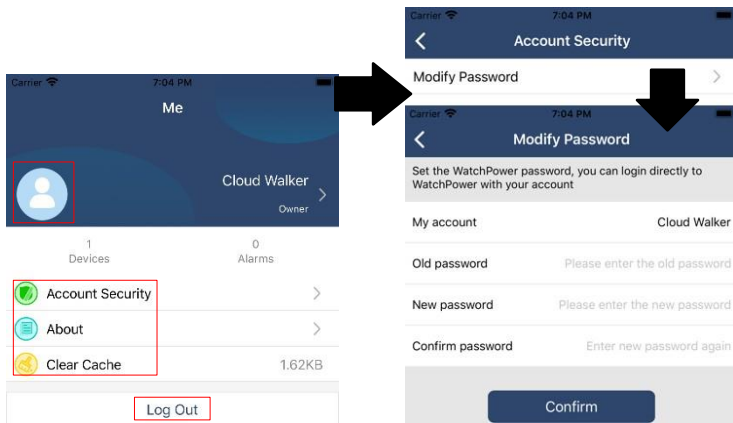 Carrier 7:04 PM
Me
Cloud Walker
Owner
1
Devices
0
Alarms
Account Security
About
Clear Cache 1.62KB
Log Out
Carrier 7:04 PM
Account Security
Modify Password
Carrier 7:04 PM
Modify Password
Set the WatchPower password, you can login directly to
WatchPower with your account
My account Cloud Walker
Old password Please enter the old password
New password Please enter the new password
Confirm password Enter new password again
Confirm